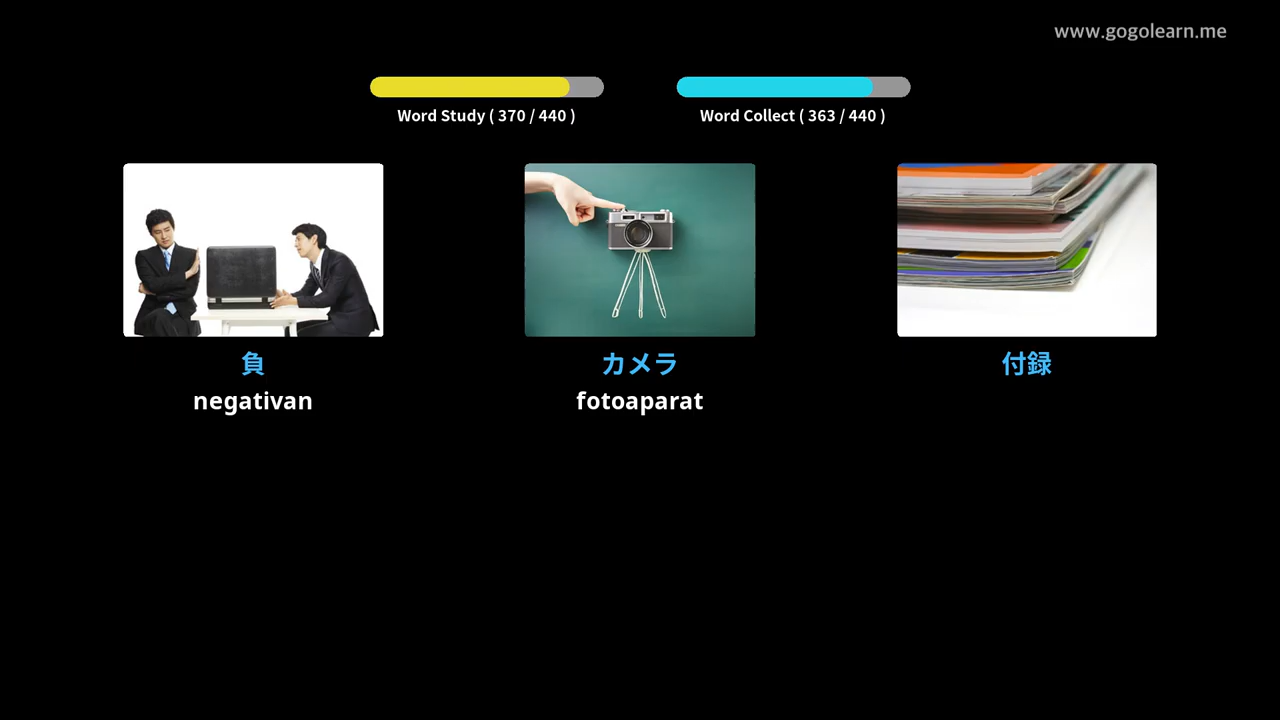 www.gogolearn.me
Word Study ( 370 / 440 )
Word Collect ( 363 / 440 )
負
negativan
カメラ
fotoaparat
付録